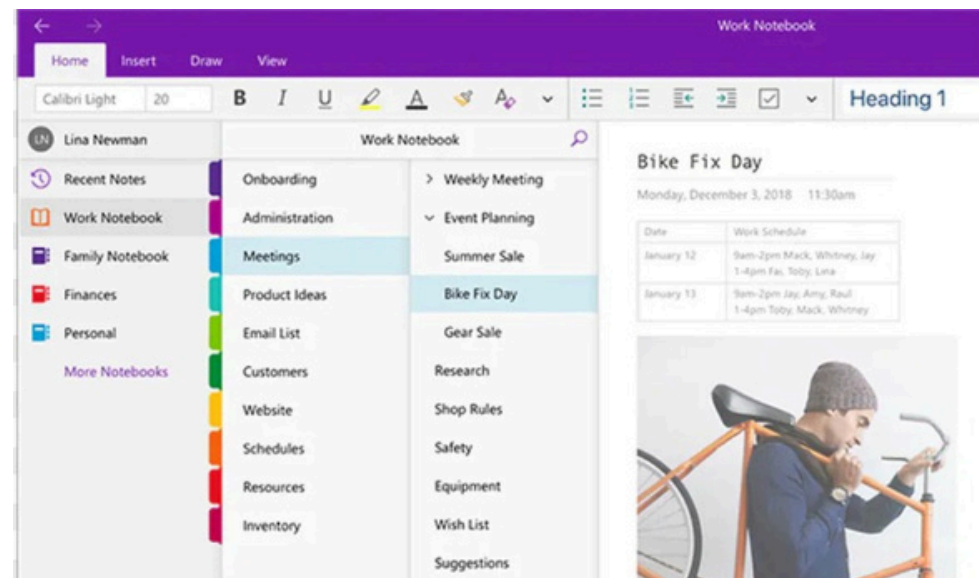 Work Notebook
Home Insert Draw View
Calibri Light 20 B I U A A Heading 1
LN Lina Newman
Recent Notes
Work Notebook
Family Notebook
Finances
Personal
More Notebooks
Work Notebook
Onboarding
Administration
Meetings
Product Ideas
Email List
Customers
Website
Schedules
Resources
Inventory
Weekly Meeting
Event Planning
Summer Sale
Bike Fix Day
Gear Sale
Research
Shop Rules
Safety
Equipment
Wish List
Suggestions
Bike Fix Day
Monday, December 3, 2018 11:30am
Date Work Schedule
January 12 9am-2pm Mack, Whitney, Jay
1-4pm Fai, Toby, Lina
January 13 9am-2pm Jay, Amy, Raul
1-4pm Toby, Mack, Whitney